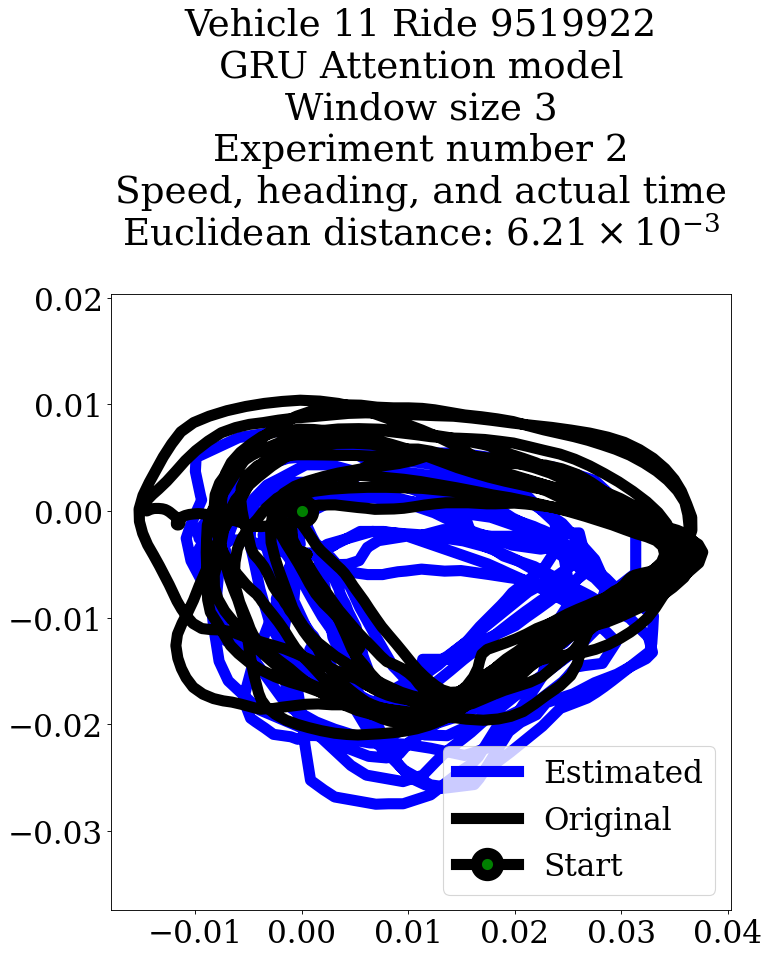 Vehicle 11 Ride 9519922
GRU Attention model
Window size 3
Experiment number 2
Speed, heading, and actual time
Euclidean distance: 6.21 × 10⁻³
0.02
0.01
0.00
−0.01
−0.02
−0.03
Estimated
Original
Start
−0.01 0.00 0.01 0.02 0.03 0.04